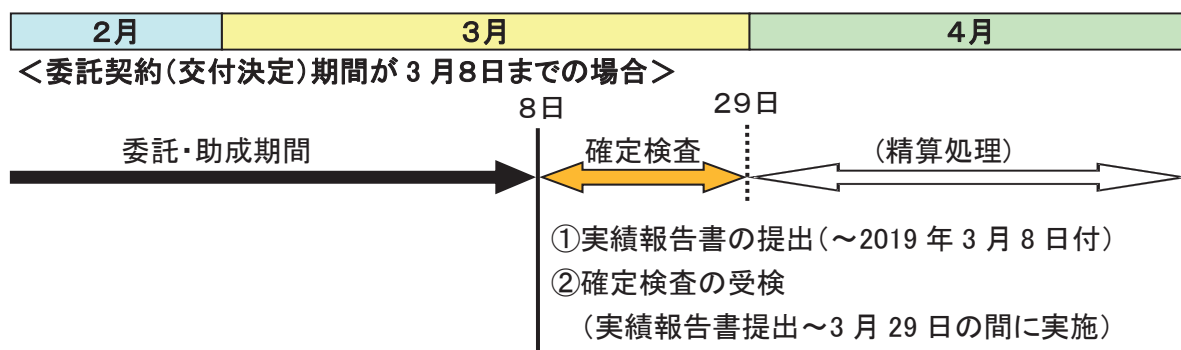 2月 3月 4月
＜委託契約(交付決定)期間が 3 月8日までの場合＞
8日 29日
委託・助成期間 確定検査 (精算処理)
①実績報告書の提出(～2019 年 3 月 8 日付)
②確定検査の受検
(実績報告書提出～3 月 29 日の間に実施)